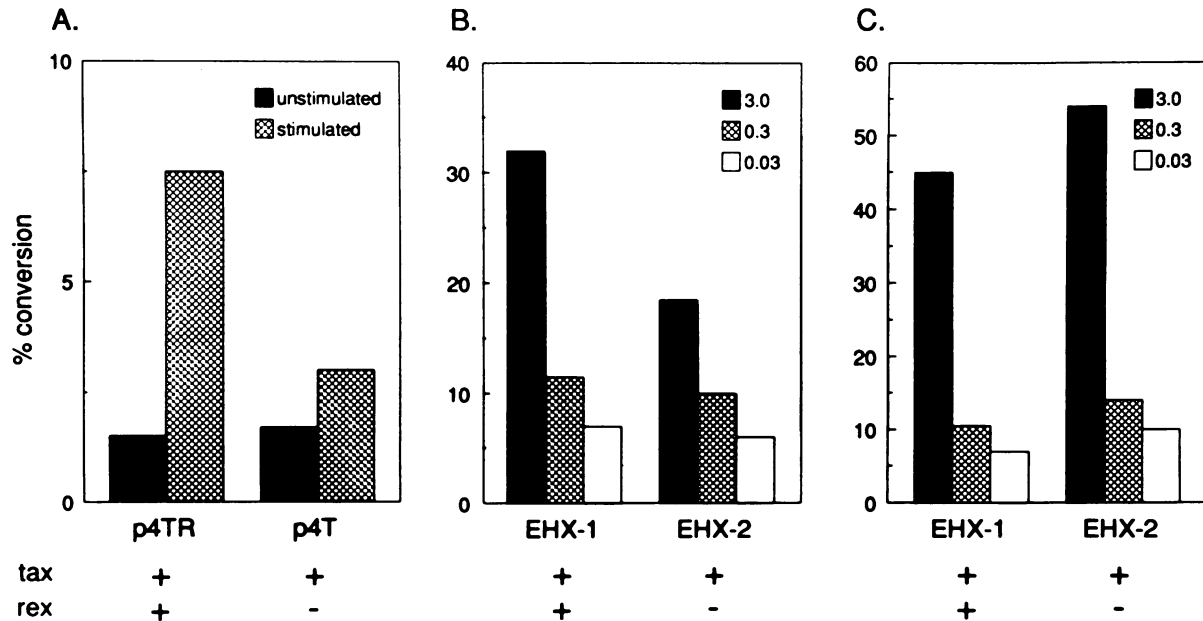 A.
B.
C.
% conversion
10
5
0
unstimulated
stimulated
p4TR
p4T
40
30
20
10
0
3.0
0.3
0.03
EHX-1
EHX-2
60
50
40
30
20
10
0
3.0
0.3
0.03
EHX-1
EHX-2
tax + + + + + +
rex + - + - + -